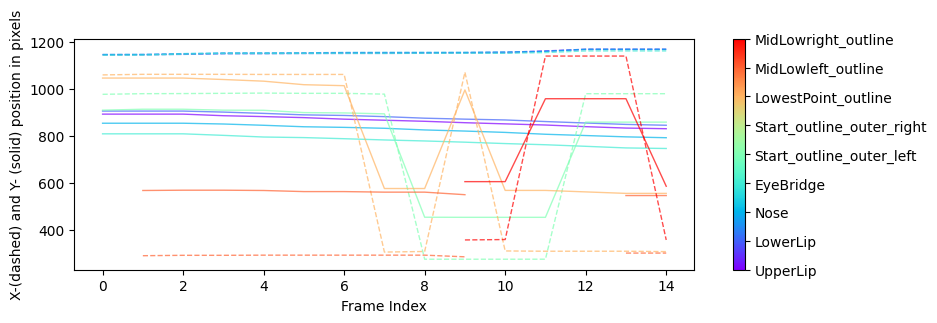 X-(dashed) and Y- (solid) position in pixels
1200
1000
800
600
400
0 2 4 6 8 10 12 14
Frame Index
MidLowright_outline
MidLowleft_outline
LowestPoint_outline
Start_outline_outer_right
Start_outline_outer_left
EyeBridge
Nose
LowerLip
UpperLip